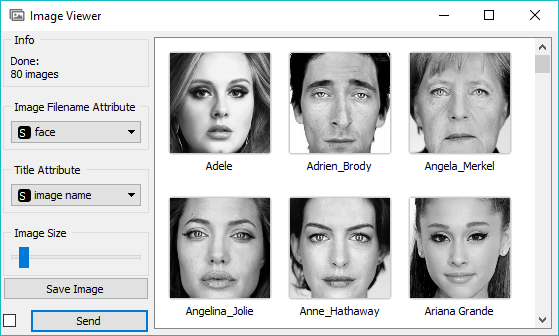 Image Viewer
Info
Done:
80 images
Image Filename Attribute
S face
Title Attribute
S image name
Image Size
Save Image
Send
Adele
Adrien_Brody
Angela_Merkel
Angelina_Jolie
Anne_Hathaway
Ariana Grande